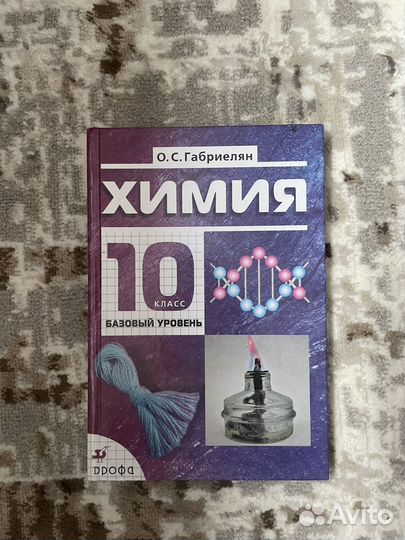 О. С. Габриелян
ХИМИЯ
10
КЛАСС
БАЗОВЫЙ УРОВЕНЬ
дрофа
Avito